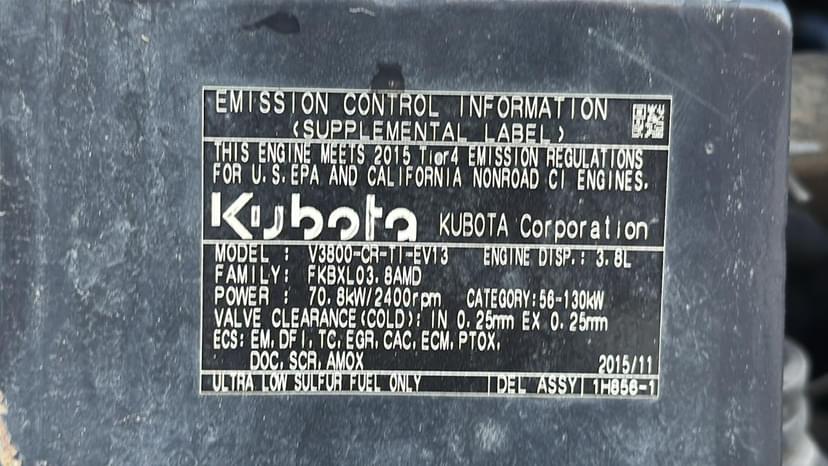 EMISSION CONTROL INFORMATION
(SUPPLEMENTAL LABEL)
THIS ENGINE MEETS 2015 Tier4 EMISSION REGULATIONS
FOR U.S.EPA AND CALIFORNIA NONROAD CI ENGINES.
Kubota KUBOTA Corporation
MODEL : V3800-CR-TI-EV13 ENGINE DISP.: 3.8L
FAMILY: FKBXL03.8AMD
POWER : 70.8kW/2400rpm CATEGORY:56-130kW
VALVE CLEARANCE(COLD): IN 0.25mm EX 0.25mm
ECS: EM,DFI,TC,EGR,CAC,ECM,PTOX,
DOC,SCR,AMOX 2015/11
ULTRA LOW SULFUR FUEL ONLY DEL ASSY 1H856-1